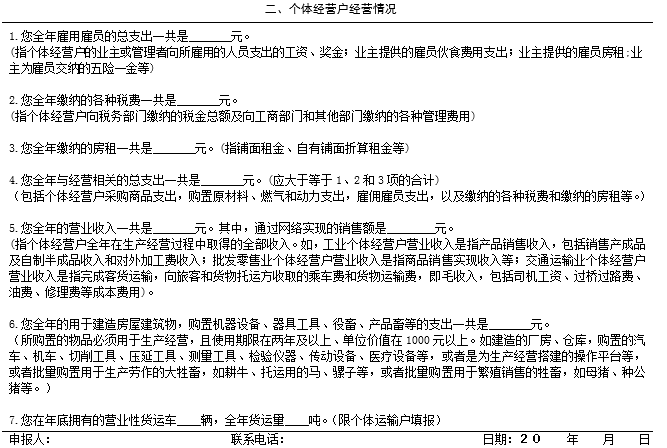 二、个体经营户经营情况
1.您全年雇用雇员的总支出一共是______元。
(指个体经营户的业主或管理者向所雇用的人员支出的工资、奖金；业主提供的雇员伙食费用支出；业主提供的雇员房租;业
主为雇员交纳的五险一金等)
2.您全年缴纳的各种税费一共是______元。
(指个体经营户向税务部门缴纳的税金总额及向工商部门和其他部门缴纳的各种管理费用)
3.您全年缴纳的房租一共是______元。(指铺面租金、自有铺面折算租金等)
4.您全年与经营相关的总支出一共是______元。(应大于等于1、2和3项的合计)
(包括个体经营户采购商品支出，购置原材料、燃气和动力支出，雇佣雇员支出，以及缴纳的各种税费和缴纳的房租等。)
5.您全年的营业收入一共是______元。其中，通过网络实现的销售额是_______元。
(指个体经营户全年在生产经营过程中取得的全部收入。如，工业个体经营户营业收入是指产品销售收入，包括销售产成品
及自制半成品收入和对外加工费收入；批发零售业个体经营户营业收入是指商品销售实现收入等；交通运输业个体经营户
营业收入是指完成客货运输，向旅客和货物托运方收取的乘车费和货物运输费，即毛收入，包括司机工资、过桥过路费、
油费、修理费等成本费用)。
6.您全年的用于建造房屋建筑物，购置机器设备、器具工具、役畜、产品畜等的支出一共是______元。
(所购置的物品必须用于生产经营，且使用期限在两年及以上、单位价值在1000元以上。如建造的厂房、仓库，购置的汽
车、机车、切削工具、压延工具、测量工具、检验仪器、传动设备、医疗设备等，或者是为生产经营搭建的操作平台等，
或者批量购置用于生产劳作的大牲畜，如耕牛、托运用的马、骡子等，或者批量购置用于繁殖销售的牲畜，如母猪、种公
猪等。)
7.您在年底拥有的营业性货运车____辆，全年货运量____吨。(限个体运输户填报)
申报人： 联系电话： 日期：２０ 年 月 日